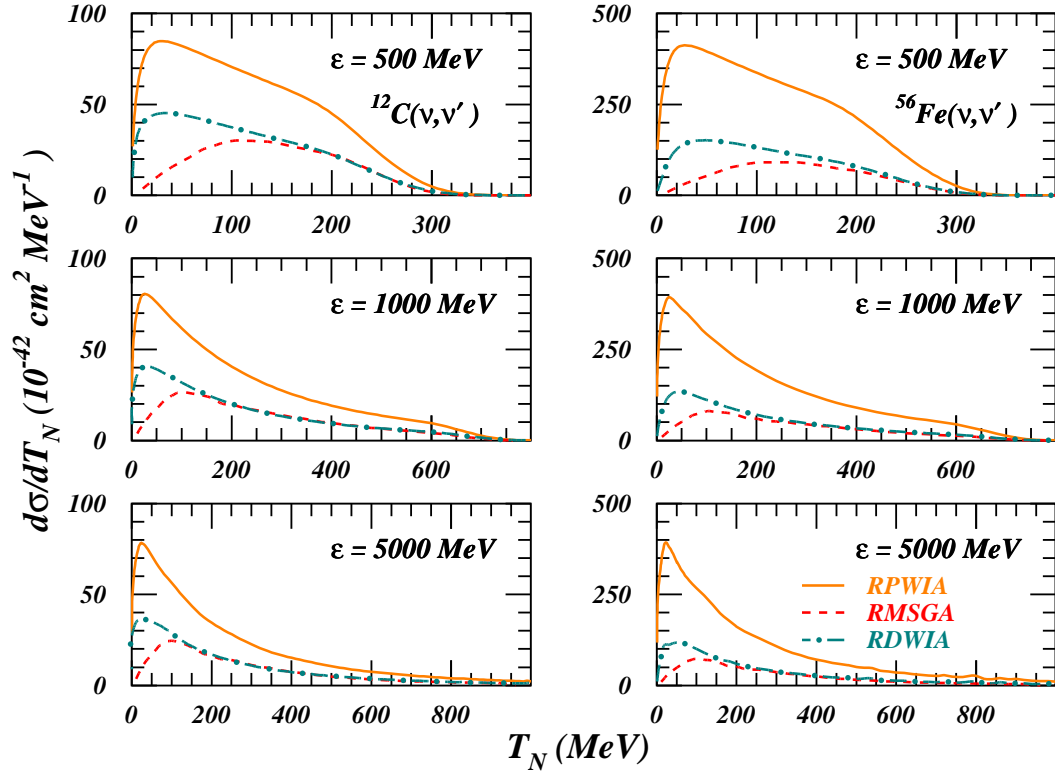 dσ/dT_N (10⁻⁴² cm² MeV⁻¹)
100
50
0
0 100 200 300
ε = 500 MeV
¹²C(ν,ν′)
500
250
0
0 100 200 300
ε = 500 MeV
⁵⁶Fe(ν,ν′)
100
50
0
0 200 400 600
ε = 1000 MeV
500
250
0
0 200 400 600
ε = 1000 MeV
100
50
0
0 200 400 600 800
ε = 5000 MeV
500
250
0
0 200 400 600 800
ε = 5000 MeV
RPWIA
RMSGA
RDWIA
T_N (MeV)